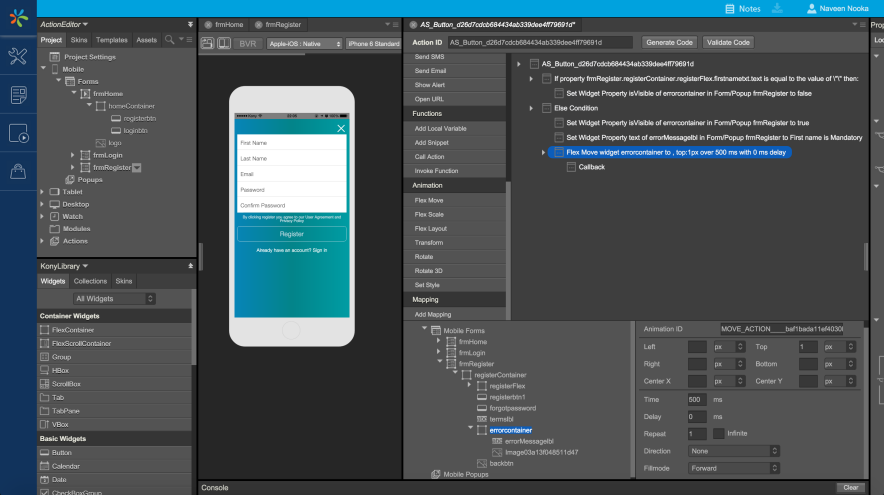 Notes
Naveen Nooka
ActionEditor
Project Skins Templates Assets
Project Settings
Mobile
Forms
frmHome
homeContainer
registerbtn
loginbtn
logo
frmLogin
frmRegister
Popups
Tablet
Desktop
Watch
Modules
Actions
KonyLibrary
Widgets Collections Skins
All Widgets
Container Widgets
FlexContainer
FlexScrollContainer
Group
HBox
ScrollBox
Tab
TabPane
VBox
Basic Widgets
Button
Calendar
Date
CheckBoxGroup
frmHome frmRegister
BVR Apple-iOS : Native iPhone 6 Standard
First Name
Last Name
Email
Password
Confirm Password
By clicking register you agree to our User Agreement and
Privacy Policy
Register
Already have an account? Sign in
Console
Clear
AS_Button_d26d7cdcb684434ab339dee4ff79691d*
Action ID AS_Button_d26d7cdcb684434ab339dee4ff79691d Generate Code Validate Code
Send SMS
Send Email
Show Alert
Open URL
Functions
Add Local Variable
Add Snippet
Call Action
Invoke Function
Animation
Flex Move
Flex Scale
Flex Layout
Transform
Rotate
Rotate 3D
Set Style
Mapping
Add Mapping
AS_Button_d26d7cdcb684434ab339dee4ff79691d
If property frmRegister.registerContainer.registerFlex.firstnametxt.text is equal to the value of \"\" then:
Set Widget Property isVisible of errorcontainer in Form/Popup frmRegister to false
Else Condition
Set Widget Property isVisible of errorcontainer in Form/Popup frmRegister to true
Set Widget Property text of errorMessagelbl in Form/Popup frmRegister to First name is Mandatory
Flex Move widget errorcontainer to , top:1px over 500 ms with 0 ms delay
Callback
Mobile Forms
frmHome
frmLogin
frmRegister
registerContainer
registerFlex
registerbtn1
forgotpassword
termslbl
errorcontainer
errorMessagelbl
Image03a13f048511d47
backbtn
Mobile Popups
Animation ID MOVE_ACTION____baf1bada11ef4030
Left px Top 1 px
Right px Bottom px
Center X px Center Y px
Time 500 ms
Delay 0 ms
Repeat 1 Infinite
Direction None
Fillmode Forward